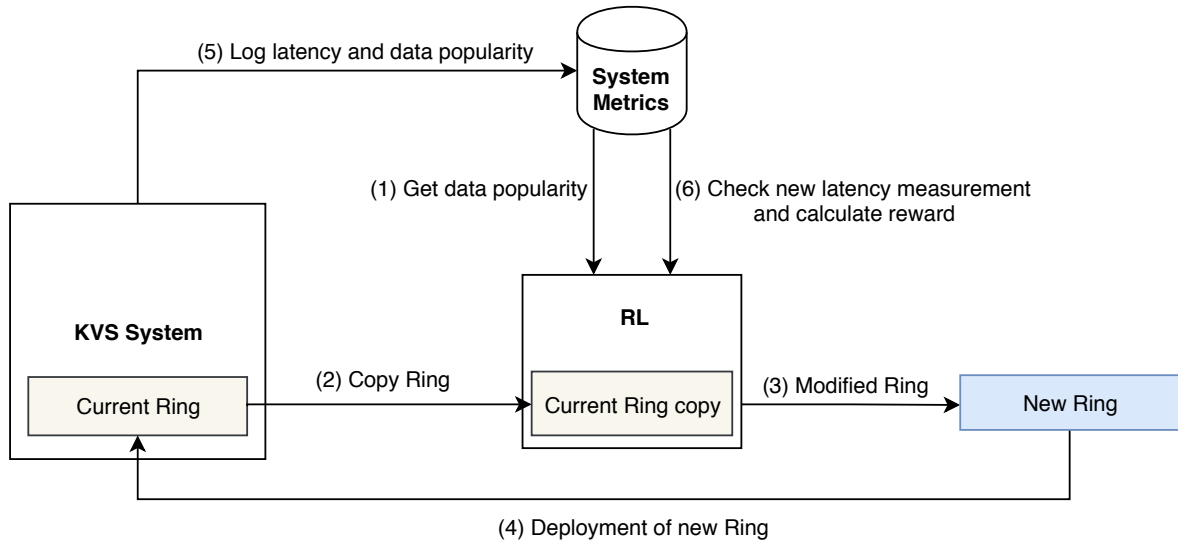 (5) Log latency and data popularity
System
Metrics
(1) Get data popularity
(6) Check new latency measurement
and calculate reward
KVS System
RL
(2) Copy Ring
(3) Modified Ring
Current Ring
Current Ring copy
New Ring
(4) Deployment of new Ring